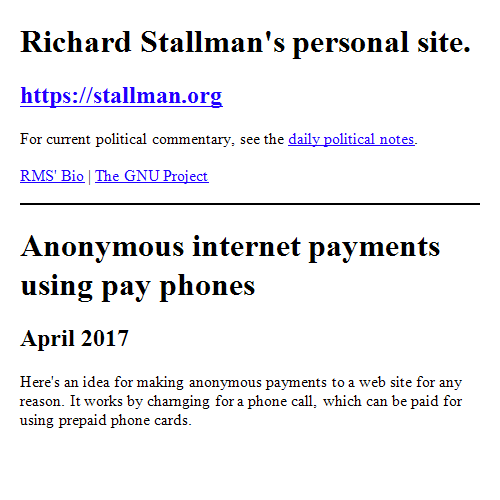 Richard Stallman's personal site.
https://stallman.org
For current political commentary, see the daily political notes.
RMS' Bio | The GNU Project
Anonymous internet payments
using pay phones
April 2017
Here's an idea for making anonymous payments to a web site for any
reason. It works by charnging for a phone call, which can be paid for
using prepaid phone cards.